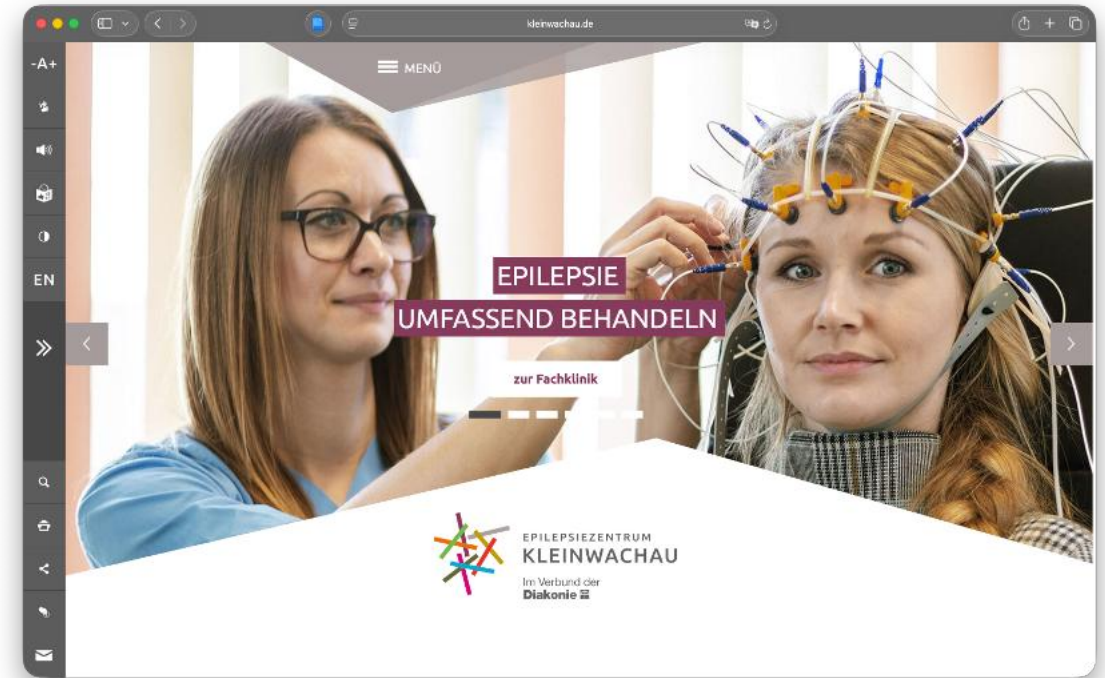 kleinwachau.de
-A+
MENÜ
EN
EPILEPSIE
UMFASSEND BEHANDELN
zur Fachklinik
EPILEPSIEZENTRUM
KLEINWACHAU
Im Verbund der
Diakonie